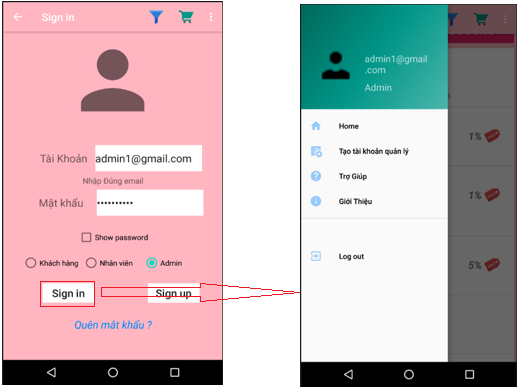 Sign in
Tài Khoản
admin1@gmail.com
Nhập Đúng email
Mật khẩu
••••••••••
Show password
Khách hàng
Nhân viên
Admin
Sign in
Sign up
Quên mật khẩu ?
admin1@gmail
.com
Admin
Home
Tạo tài khoản quản lý
Trợ Giúp
Giới Thiệu
Log out
1%
1%
5%